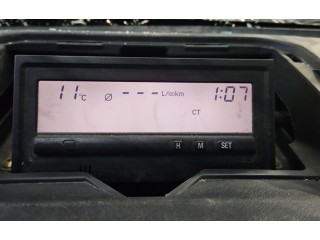 11°C Ø --- L/100km 1:07
CT
H M SET